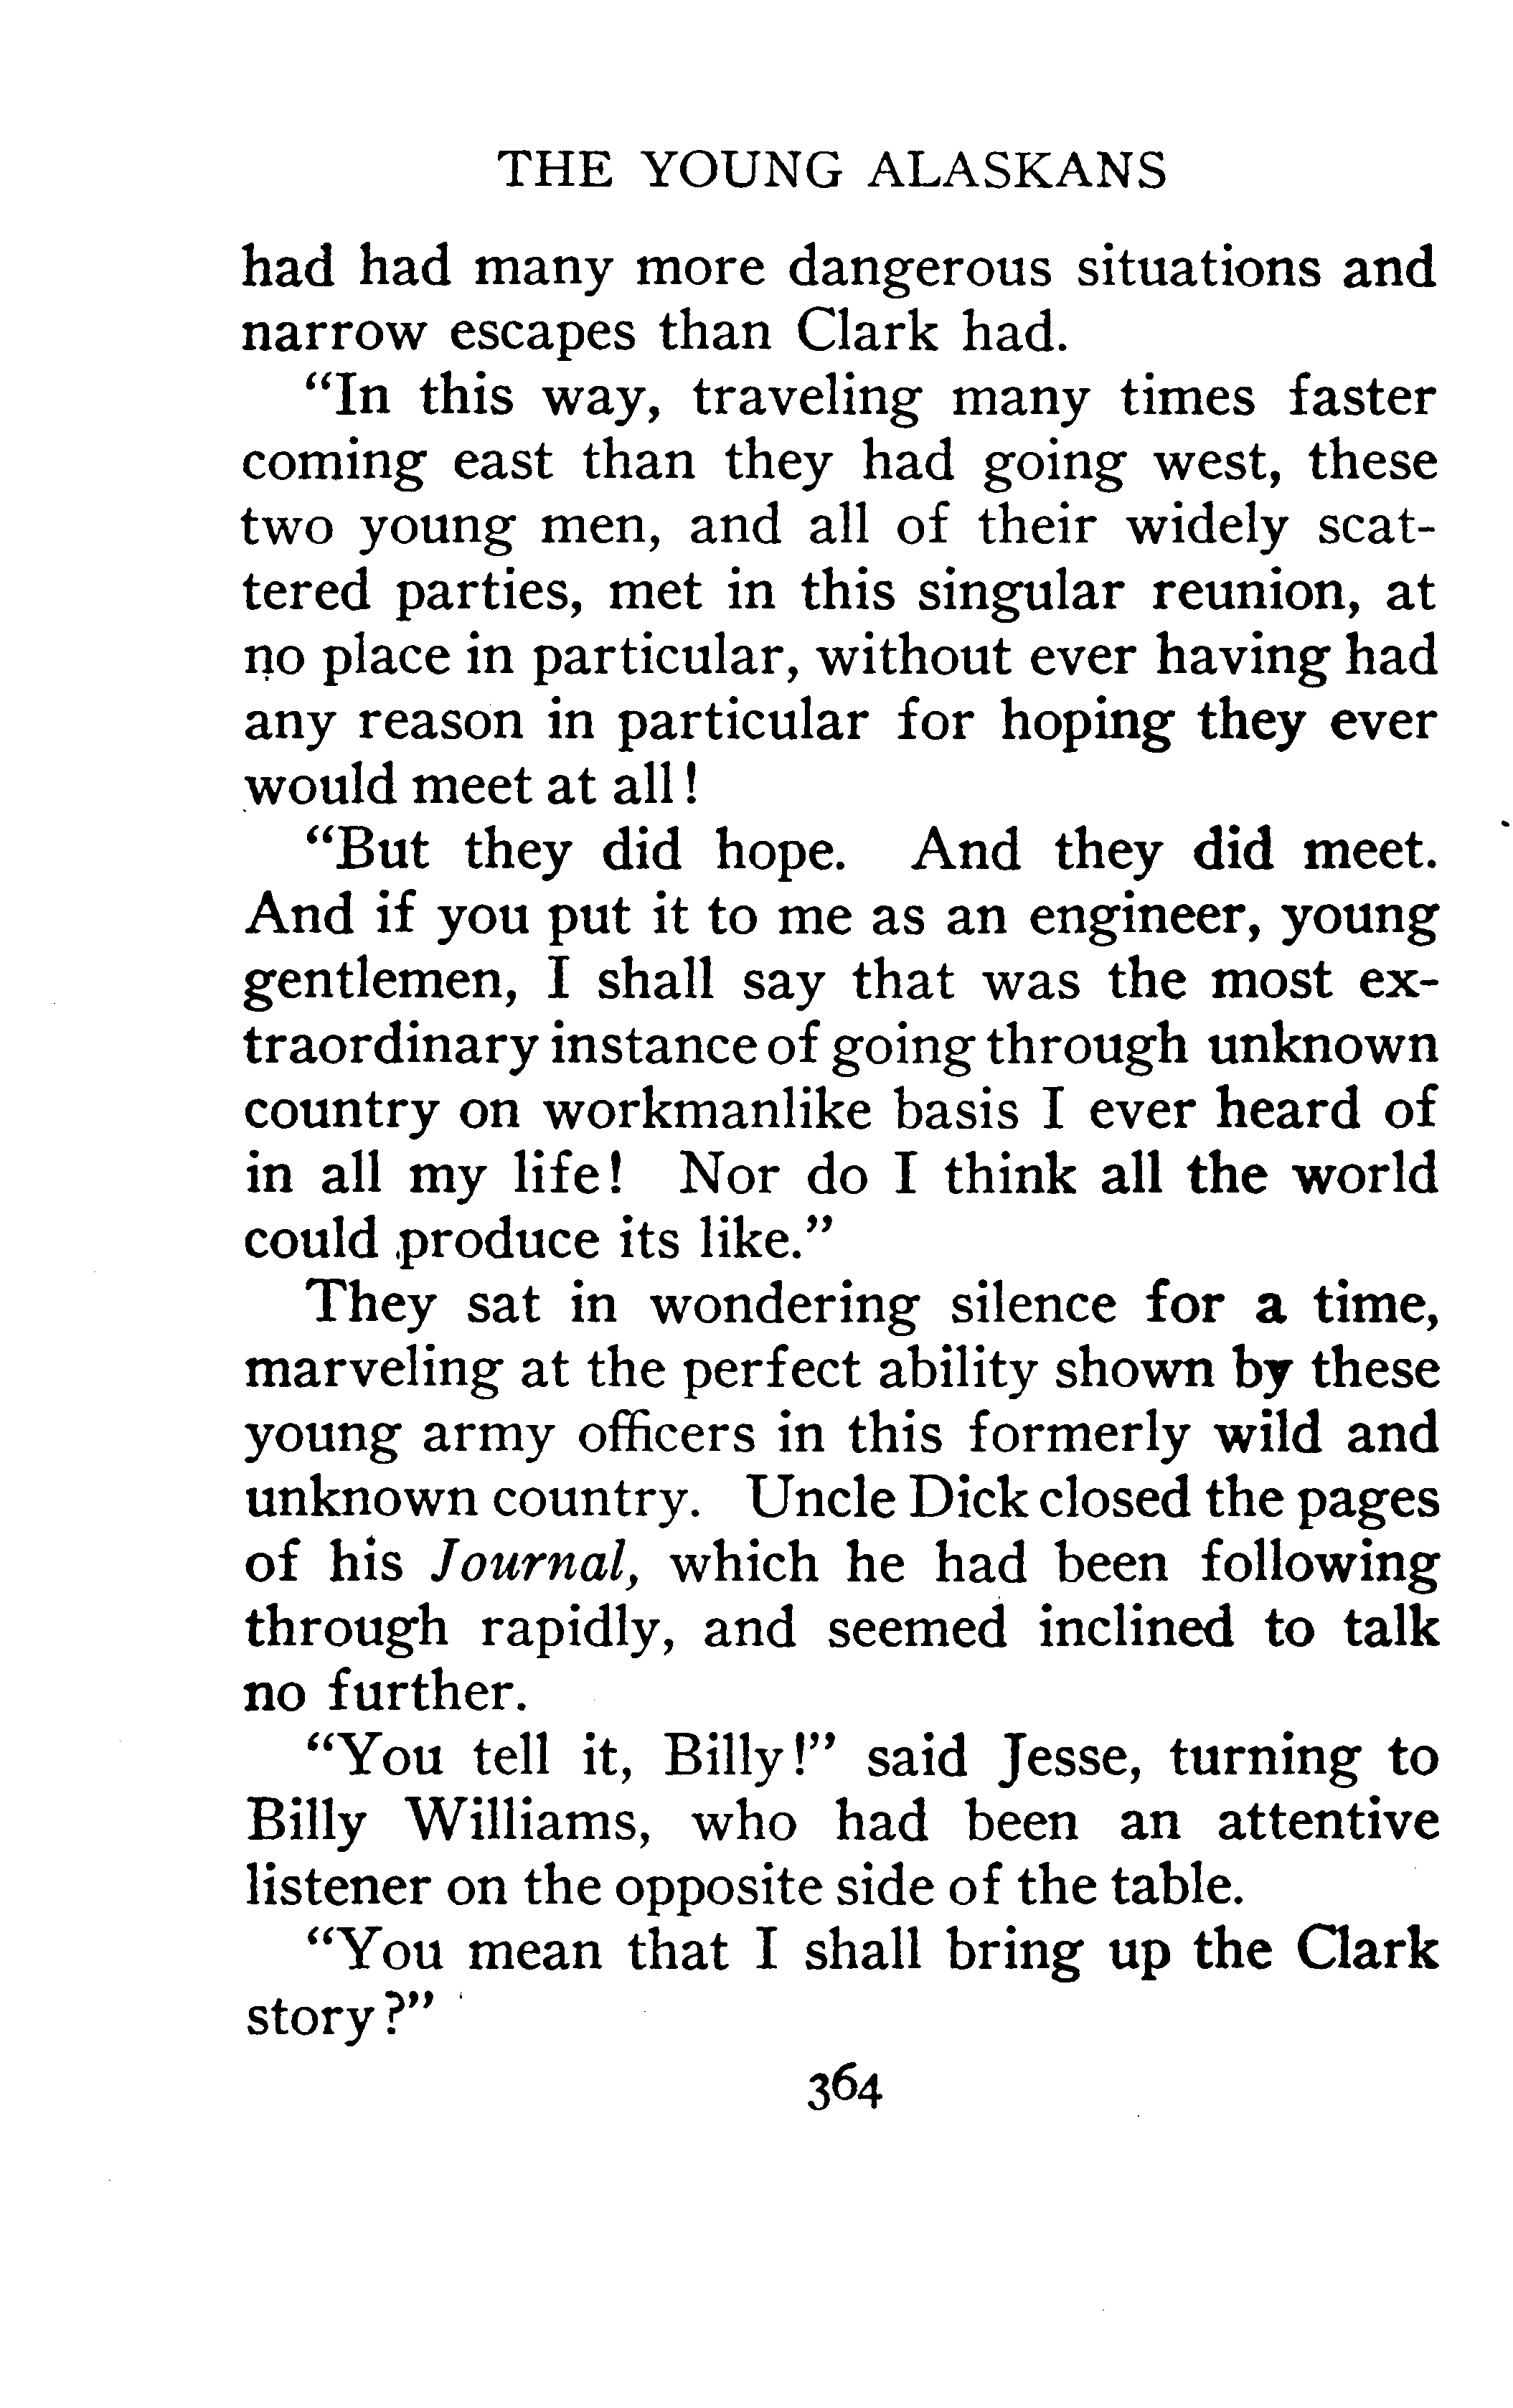 THE YOUNG ALASKANS
had had many more dangerous situations and
narrow escapes than Clark had.
“In this way, traveling many times faster
coming east than they had going west, these
two young men, and all of their widely scat-
tered parties, met in this singular reunion, at
no place in particular, without ever having had
any reason in particular for hoping they ever
would meet at all!
“But they did hope. And they did meet.
And if you put it to me as an engineer, young
gentlemen, I shall say that was the most ex-
traordinary instance of going through unknown
country on workmanlike basis I ever heard of
in all my life! Nor do I think all the world
could produce its like.”
They sat in wondering silence for a time,
marveling at the perfect ability shown by these
young army officers in this formerly wild and
unknown country. Uncle Dick closed the pages
of his Journal, which he had been following
through rapidly, and seemed inclined to talk
no further.
“You tell it, Billy!” said Jesse, turning to
Billy Williams, who had been an attentive
listener on the opposite side of the table.
“You mean that I shall bring up the Clark
story?”
364